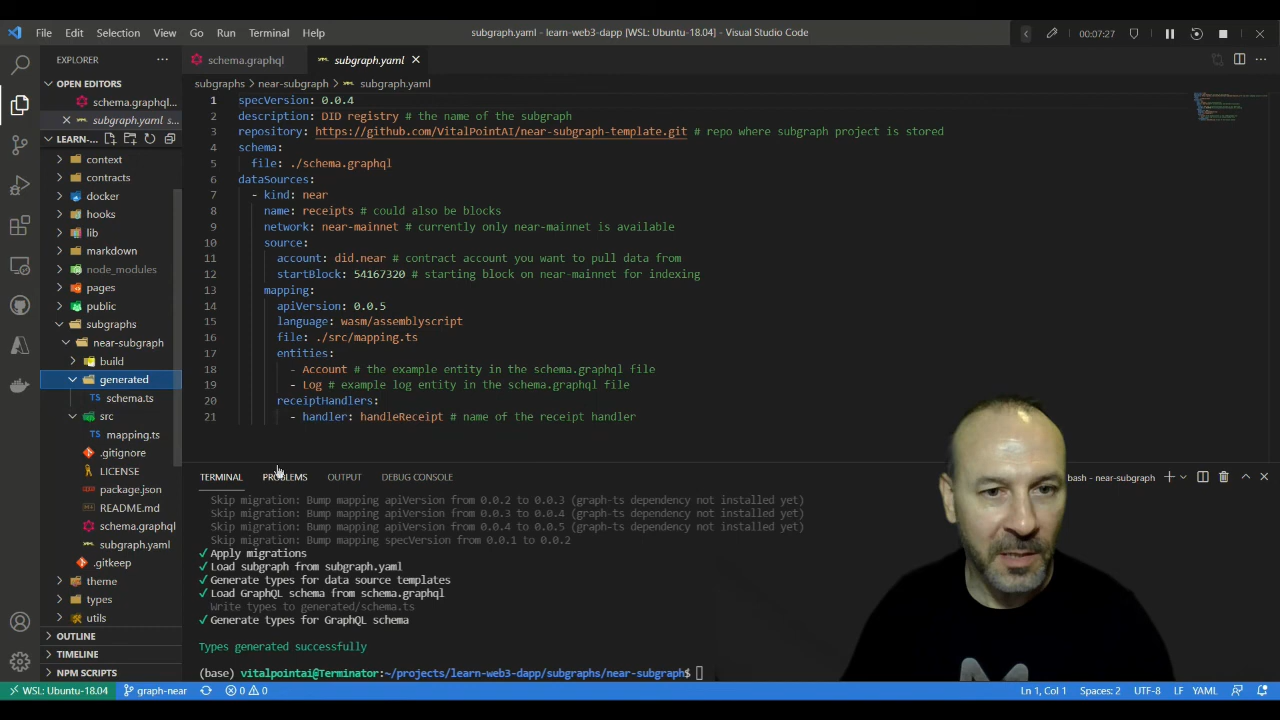 File Edit Selection View Go Run Terminal Help
subgraph.yaml — learn-web3-dapp [WSL: Ubuntu-18.04] — Visual Studio Code
00:07:27
EXPLORER
OPEN EDITORS
schema.graphql...
subgraph.yaml s...
LEARN-...
context
contracts
docker
hooks
lib
markdown
node_modules
pages
public
subgraphs
near-subgraph
build
generated
schema.ts
src
mapping.ts
.gitignore
LICENSE
package.json
README.md
schema.graphql
subgraph.yaml
.gitkeep
theme
types
utils
OUTLINE
TIMELINE
NPM SCRIPTS
schema.graphql
subgraph.yaml
subgraphs > near-subgraph > subgraph.yaml
1 specVersion: 0.0.4
2 description: DID registry # the name of the subgraph
3 repository: https://github.com/VitalPointAI/near-subgraph-template.git # repo where subgraph project is stored
4 schema:
5 file: ./schema.graphql
6 dataSources:
7 - kind: near
8 name: receipts # could also be blocks
9 network: near-mainnet # currently only near-mainnet is available
10 source:
11 account: did.near # contract account you want to pull data from
12 startBlock: 54167320 # starting block on near-mainnet for indexing
13 mapping:
14 apiVersion: 0.0.5
15 language: wasm/assemblyscript
16 file: ./src/mapping.ts
17 entities:
18 - Account # the example entity in the schema.graphql file
19 - Log # example log entity in the schema.graphql file
20 receiptHandlers:
21 - handler: handleReceipt # name of the receipt handler
TERMINAL PROBLEMS OUTPUT DEBUG CONSOLE
bash - near-subgraph
Skip migration: Bump mapping apiVersion from 0.0.2 to 0.0.3 (graph-ts dependency not installed yet)
Skip migration: Bump mapping apiVersion from 0.0.3 to 0.0.4 (graph-ts dependency not installed yet)
Skip migration: Bump mapping apiVersion from 0.0.4 to 0.0.5 (graph-ts dependency not installed yet)
Skip migration: Bump mapping specVersion from 0.0.1 to 0.0.2
✓ Apply migrations
✓ Load subgraph from subgraph.yaml
✓ Generate types for data source templates
✓ Load GraphQL schema from schema.graphql
Write types to generated/schema.ts
✓ Generate types for GraphQL schema
Types generated successfully
(base) vitalpointai@Terminator:~/projects/learn-web3-dapp/subgraphs/near-subgraph$
WSL: Ubuntu-18.04 graph-near 0 0 Ln 1, Col 1 Spaces: 2 UTF-8 LF YAML